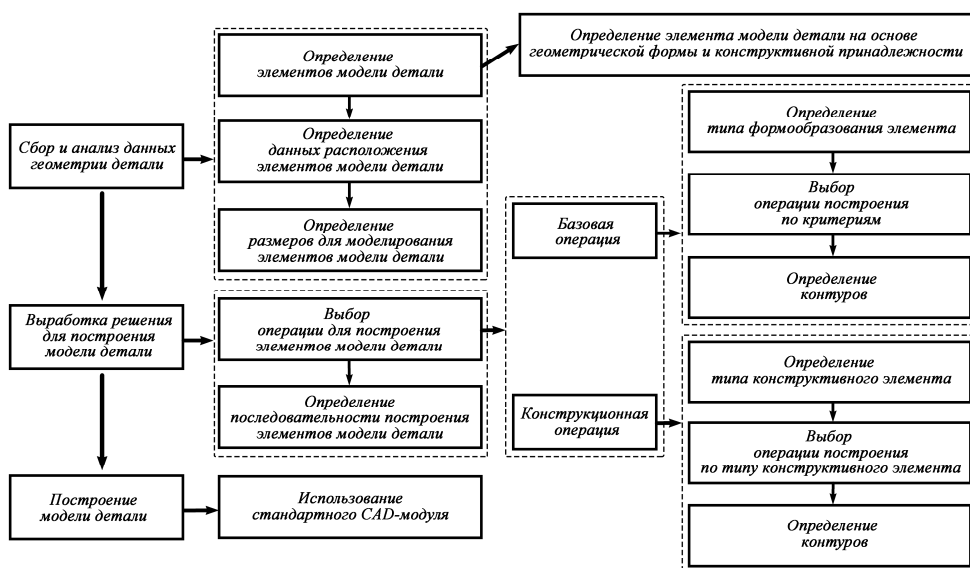 Определение элемента модели детали на основе
геометрической формы и конструктивной принадлежности
Определение
элементов модели детали
Определение
данных расположения
элементов модели детали
Определение
размеров для моделирования
элементов модели детали
Сбор и анализ данных
геометрии детали
Выработка решения
для построения
модели детали
Выбор
операции для построения
элементов модели детали
Определение
последовательности построения
элементов модели детали
Построение
модели детали
Использование
стандартного CAD-модуля
Базовая
операция
Конструкционная
операция
Определение
типа формообразования элемента
Выбор
операции построения
по критериям
Определение
контуров
Определение
типа конструктивного элемента
Выбор
операции построения
по типу конструктивного элемента
Определение
контуров